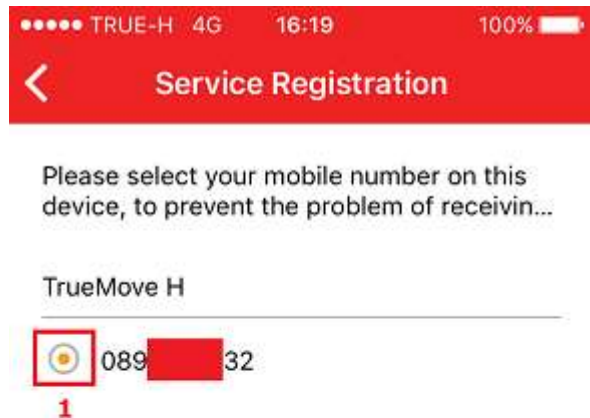 TRUE-H 4G 16:19 100%
Service Registration
Please select your mobile number on this
device, to prevent the problem of receivin...
TrueMove H
089 32
1